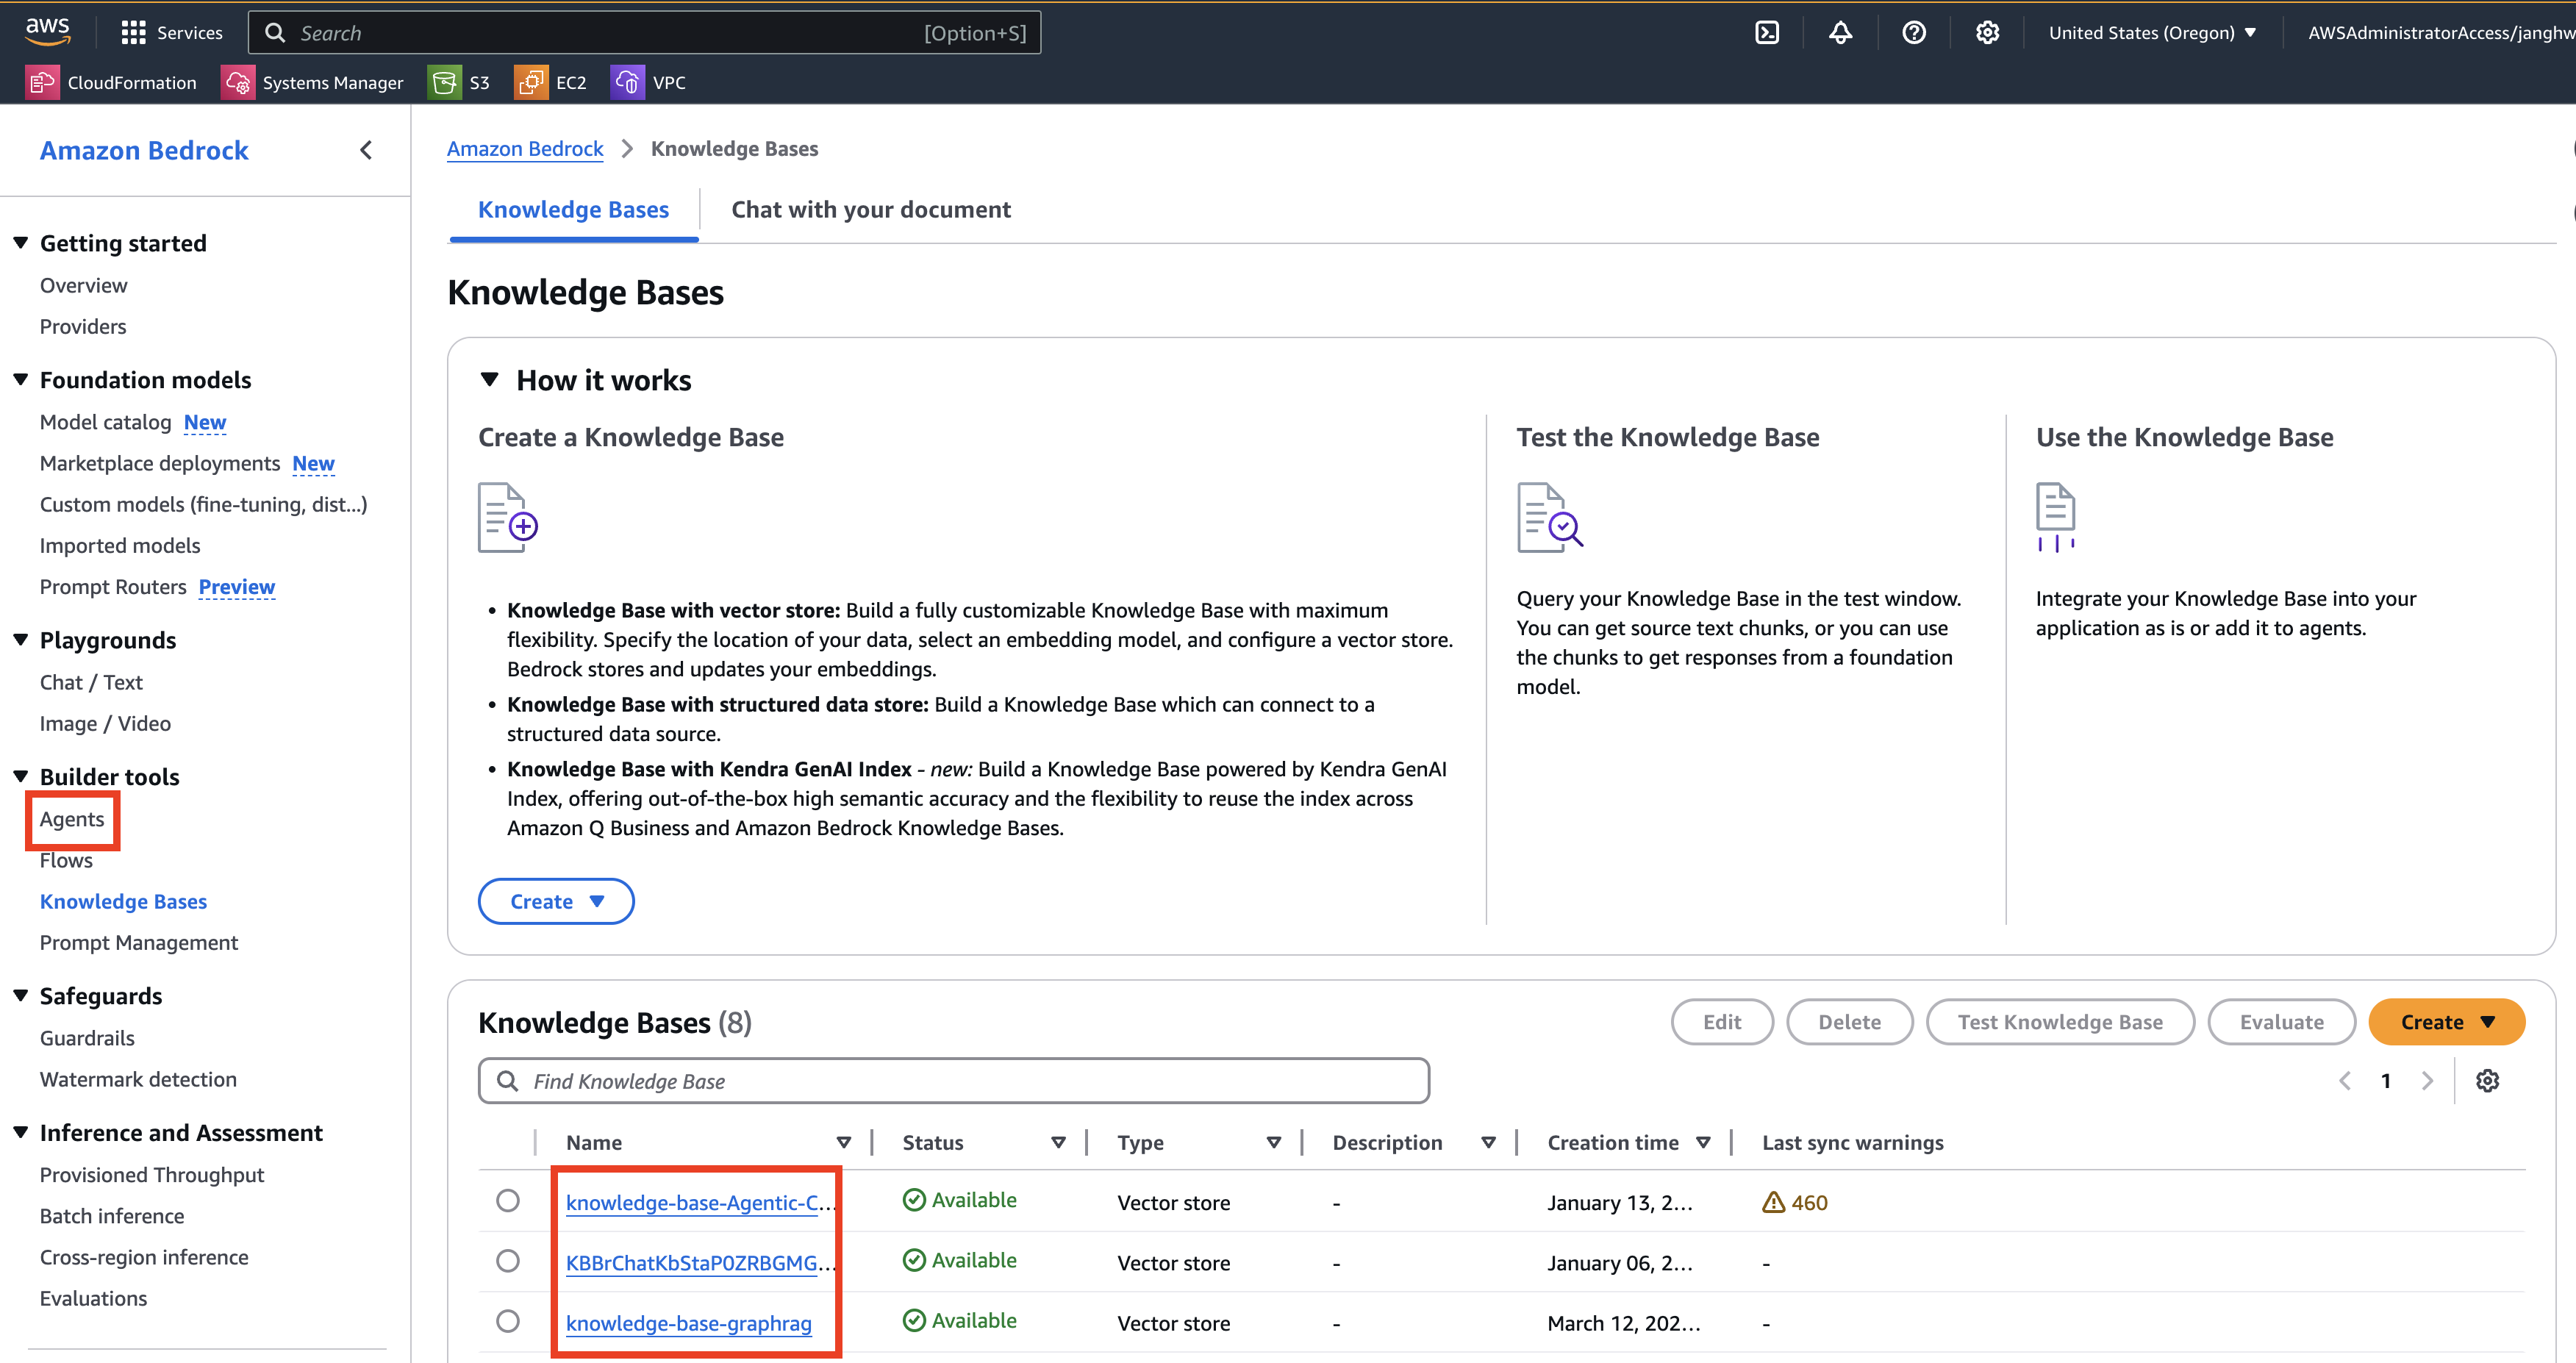 aws
Services
Search
[Option+S]
United States (Oregon)
AWSAdministratorAccess/janghw
CloudFormation
Systems Manager
S3
EC2
VPC
Amazon Bedrock
Getting started
Overview
Providers
Foundation models
Model catalog New
Marketplace deployments New
Custom models (fine-tuning, dist...)
Imported models
Prompt Routers Preview
Playgrounds
Chat / Text
Image / Video
Builder tools
Agents
Flows
Knowledge Bases
Prompt Management
Safeguards
Guardrails
Watermark detection
Inference and Assessment
Provisioned Throughput
Batch inference
Cross-region inference
Evaluations
Amazon Bedrock > Knowledge Bases
Knowledge Bases
Chat with your document
Knowledge Bases
How it works
Create a Knowledge Base
• Knowledge Base with vector store: Build a fully customizable Knowledge Base with maximum
flexibility. Specify the location of your data, select an embedding model, and configure a vector store.
Bedrock stores and updates your embeddings.
• Knowledge Base with structured data store: Build a Knowledge Base which can connect to a
structured data source.
• Knowledge Base with Kendra GenAI Index - new: Build a Knowledge Base powered by Kendra GenAI
Index, offering out-of-the-box high semantic accuracy and the flexibility to reuse the index across
Amazon Q Business and Amazon Bedrock Knowledge Bases.
Create
Test the Knowledge Base
Query your Knowledge Base in the test window.
You can get source text chunks, or you can use
the chunks to get responses from a foundation
model.
Use the Knowledge Base
Integrate your Knowledge Base into your
application as is or add it to agents.
Knowledge Bases (8)
Edit
Delete
Test Knowledge Base
Evaluate
Create
Find Knowledge Base
1
Name Status Type Description Creation time Last sync warnings
knowledge-base-Agentic-C... Available Vector store - January 13, 2... 460
KBBrChatKbStaP0ZRBGMG... Available Vector store - January 06, 2... -
knowledge-base-graphrag Available Vector store - March 12, 202... -